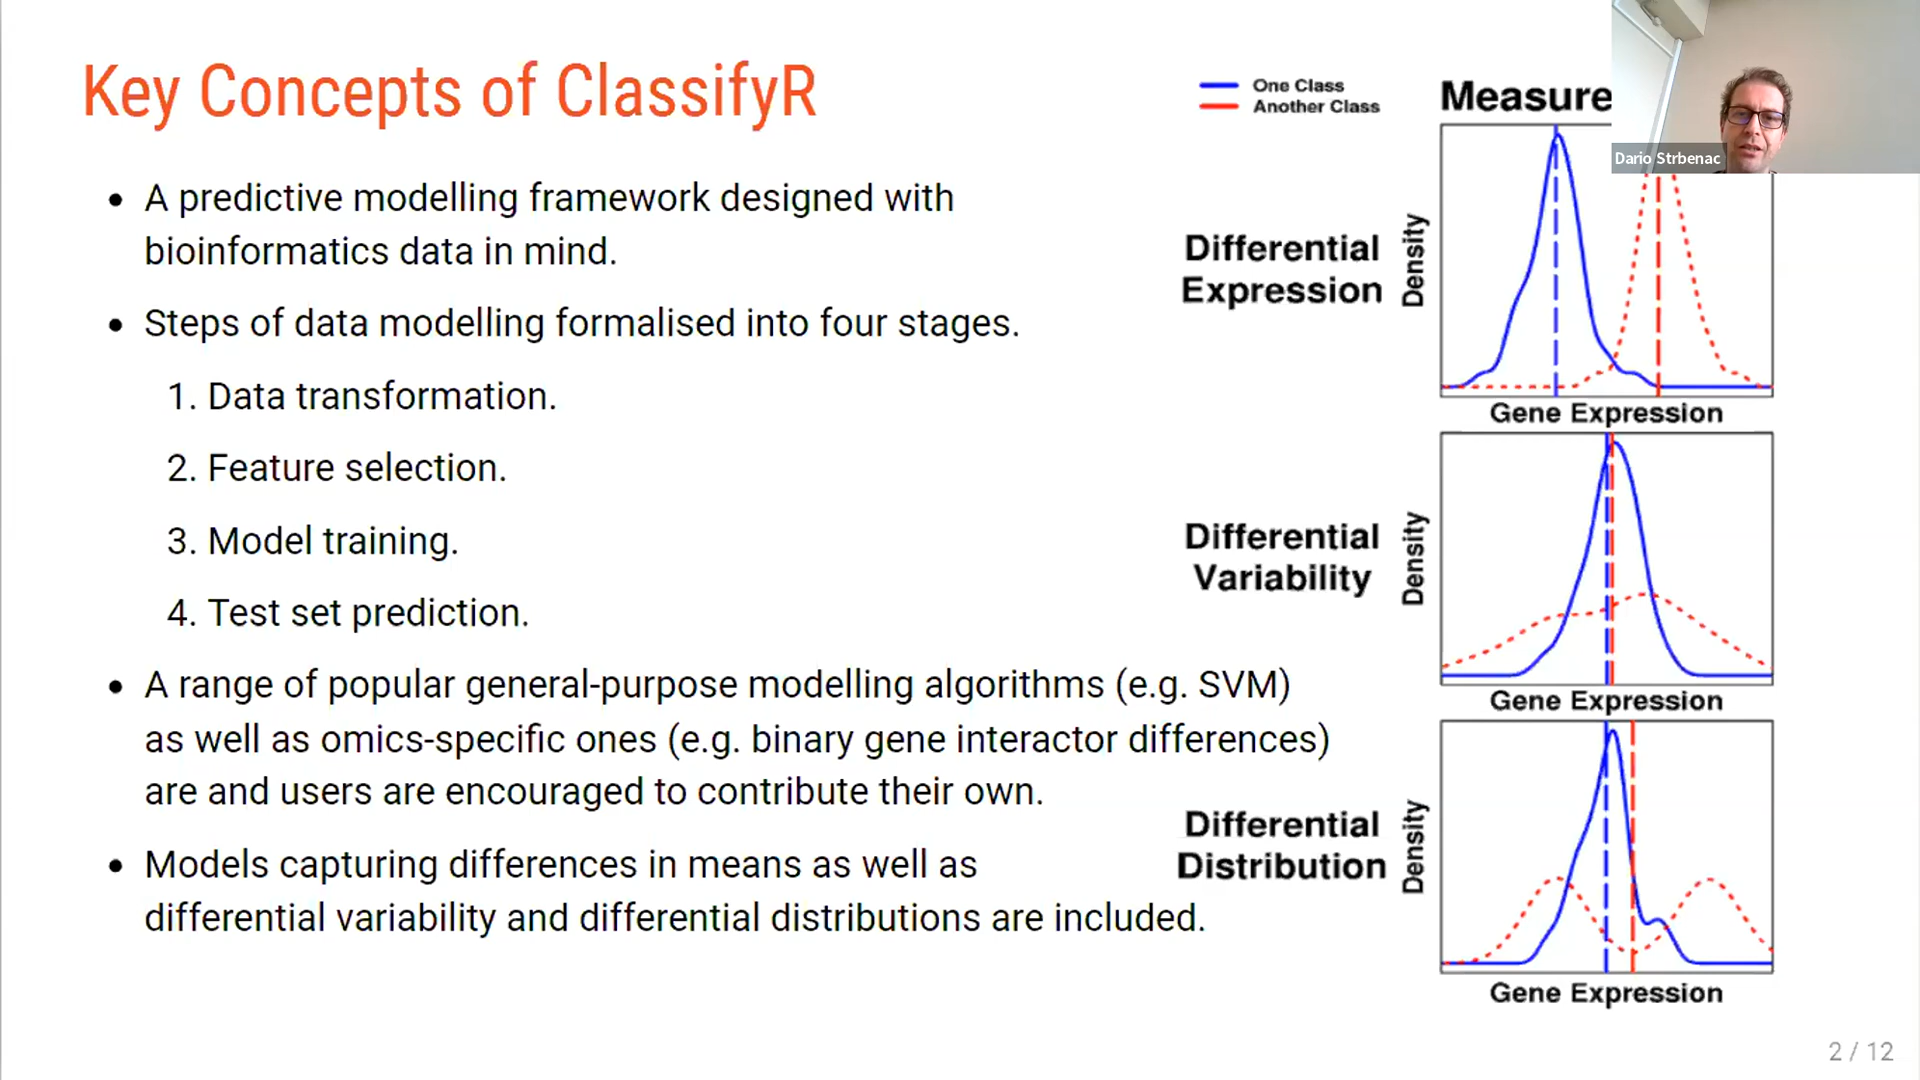 Key Concepts of ClassifyR
• A predictive modelling framework designed with
bioinformatics data in mind.
• Steps of data modelling formalised into four stages.
1. Data transformation.
2. Feature selection.
3. Model training.
4. Test set prediction.
• A range of popular general-purpose modelling algorithms (e.g. SVM)
as well as omics-specific ones (e.g. binary gene interactor differences)
are and users are encouraged to contribute their own.
• Models capturing differences in means as well as
differential variability and differential distributions are included.
One Class
Another Class
Measure
Dario Strbenac
Differential
Expression
Density
Gene Expression
Differential
Variability
Density
Gene Expression
Differential
Distribution
Density
Gene Expression
2 / 12